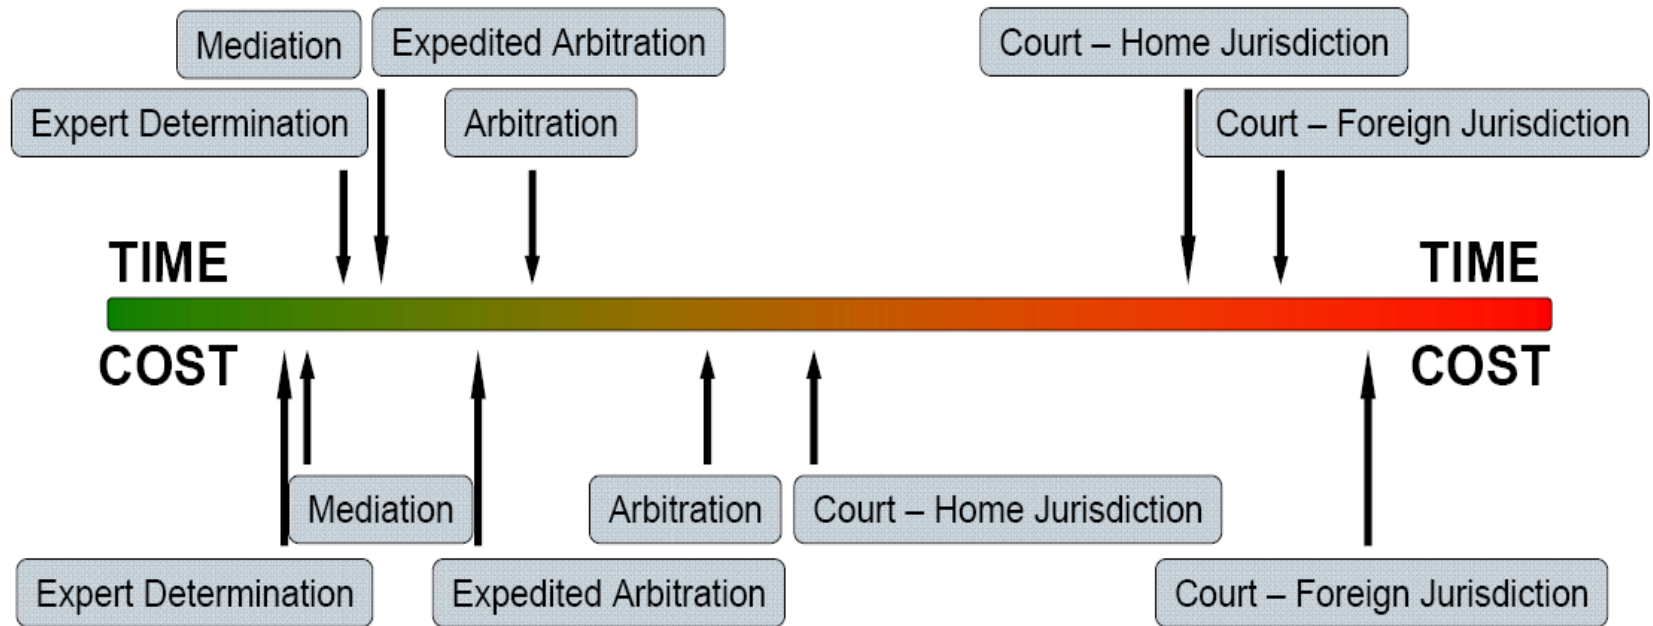 Mediation
Expedited Arbitration
Court – Home Jurisdiction
Expert Determination
Arbitration
Court – Foreign Jurisdiction
TIME
TIME
COST
COST
Mediation
Arbitration
Court – Home Jurisdiction
Expert Determination
Expedited Arbitration
Court – Foreign Jurisdiction